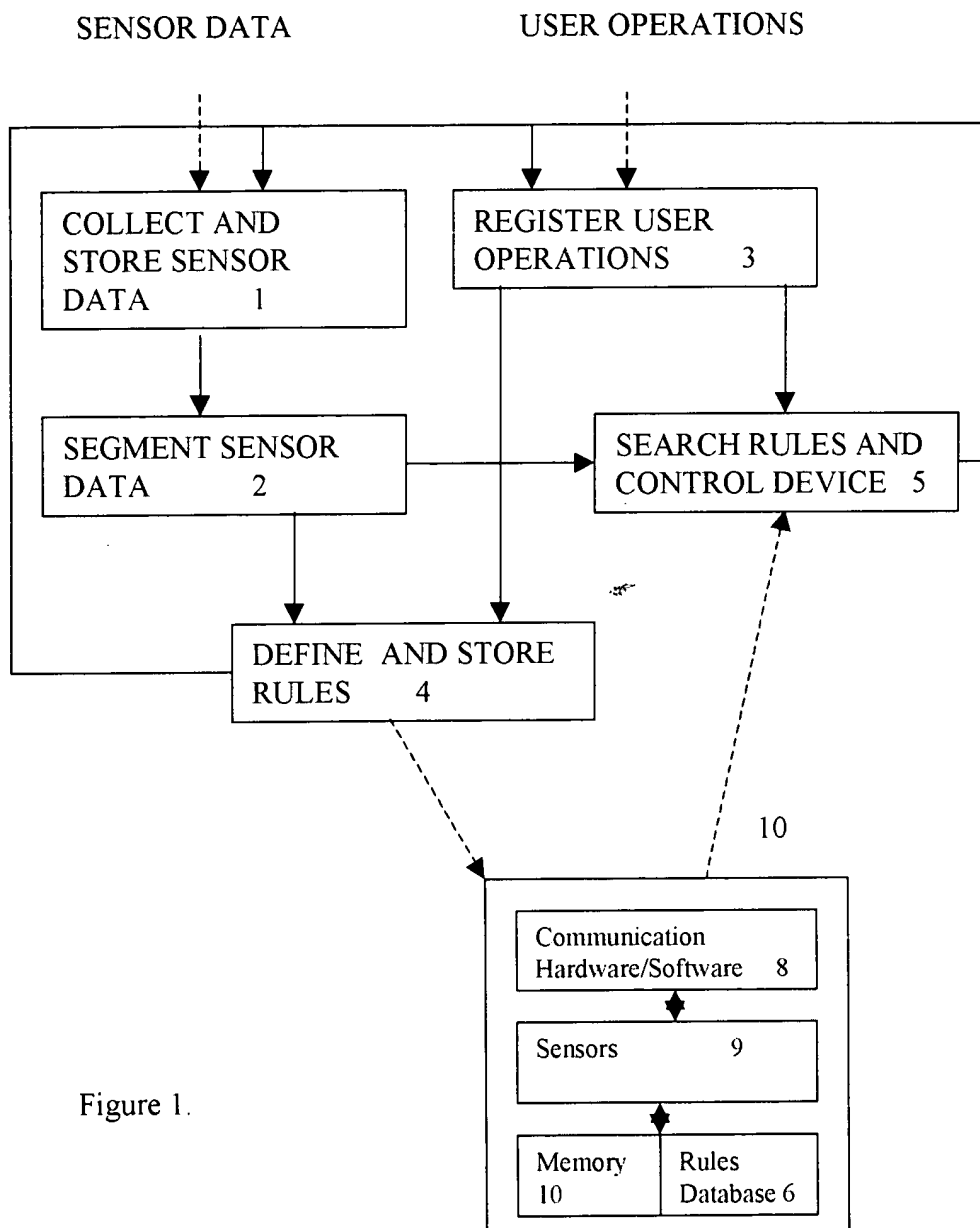 SENSOR DATA
USER OPERATIONS
COLLECT AND
STORE SENSOR
DATA 1
REGISTER USER
OPERATIONS 3
SEGMENT SENSOR
DATA 2
SEARCH RULES AND
CONTROL DEVICE 5
DEFINE AND STORE
RULES 4
10
Communication
Hardware/Software 8
Sensors 9
Memory
10
Rules
Database 6
Figure 1.